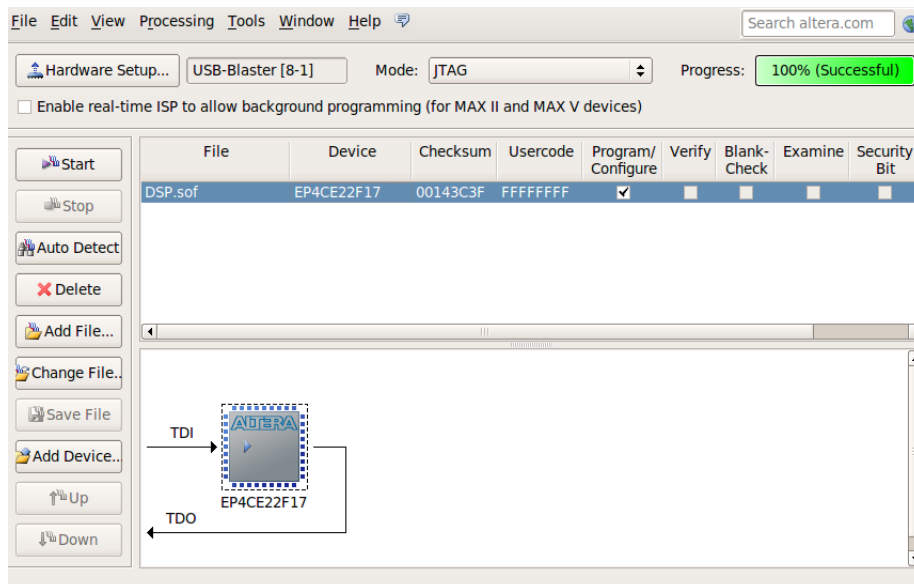 File Edit View Processing Tools Window Help Search altera.com
Hardware Setup... USB-Blaster [8-1] Mode: JTAG Progress: 100% (Successful)
Enable real-time ISP to allow background programming (for MAX II and MAX V devices)
Start
Stop
Auto Detect
Delete
Add File...
Change File..
Save File
Add Device..
Up
Down
File Device Checksum Usercode Program/ Configure Verify Blank- Check Examine Security Bit
DSP.sof EP4CE22F17 00143C3F FFFFFFFF
TDI
ALTERA
EP4CE22F17
TDO